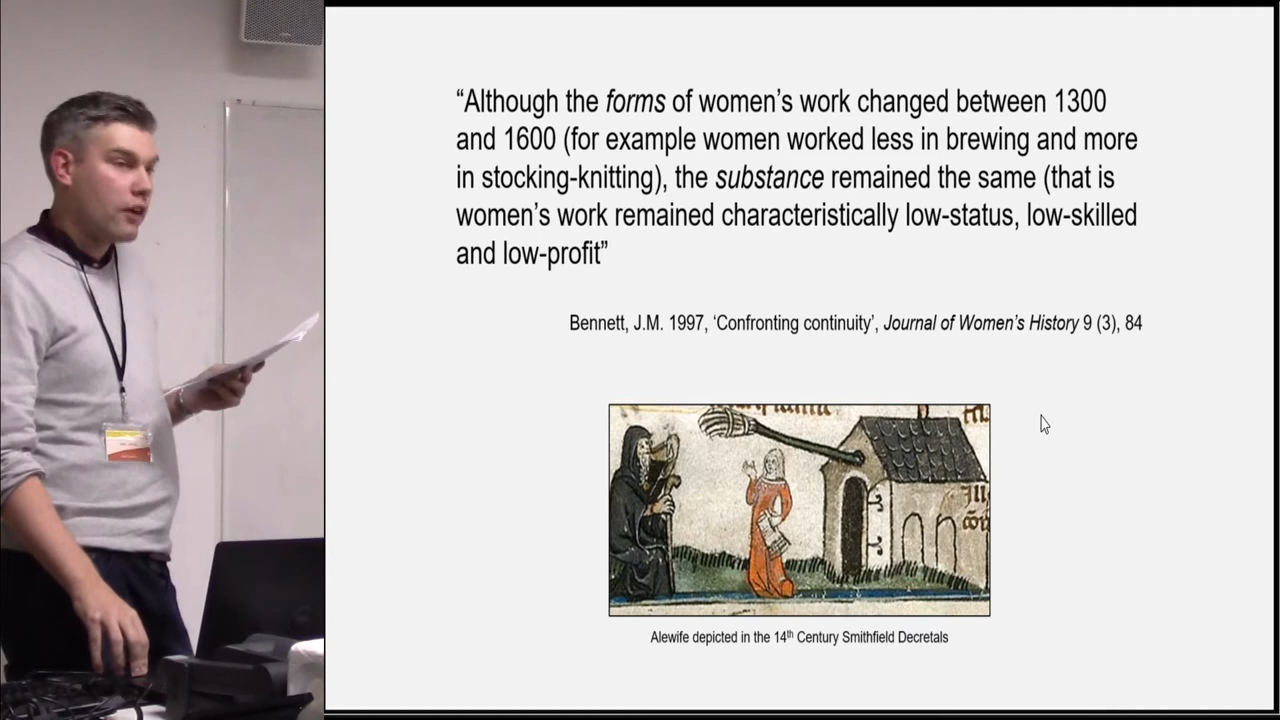 “Although the forms of women’s work changed between 1300
and 1600 (for example women worked less in brewing and more
in stocking-knitting), the substance remained the same (that is
women’s work remained characteristically low-status, low-skilled
and low-profit”
Bennett, J.M. 1997, ‘Confronting continuity’, Journal of Women’s History 9 (3), 84
Alewife depicted in the 14th Century Smithfield Decretals